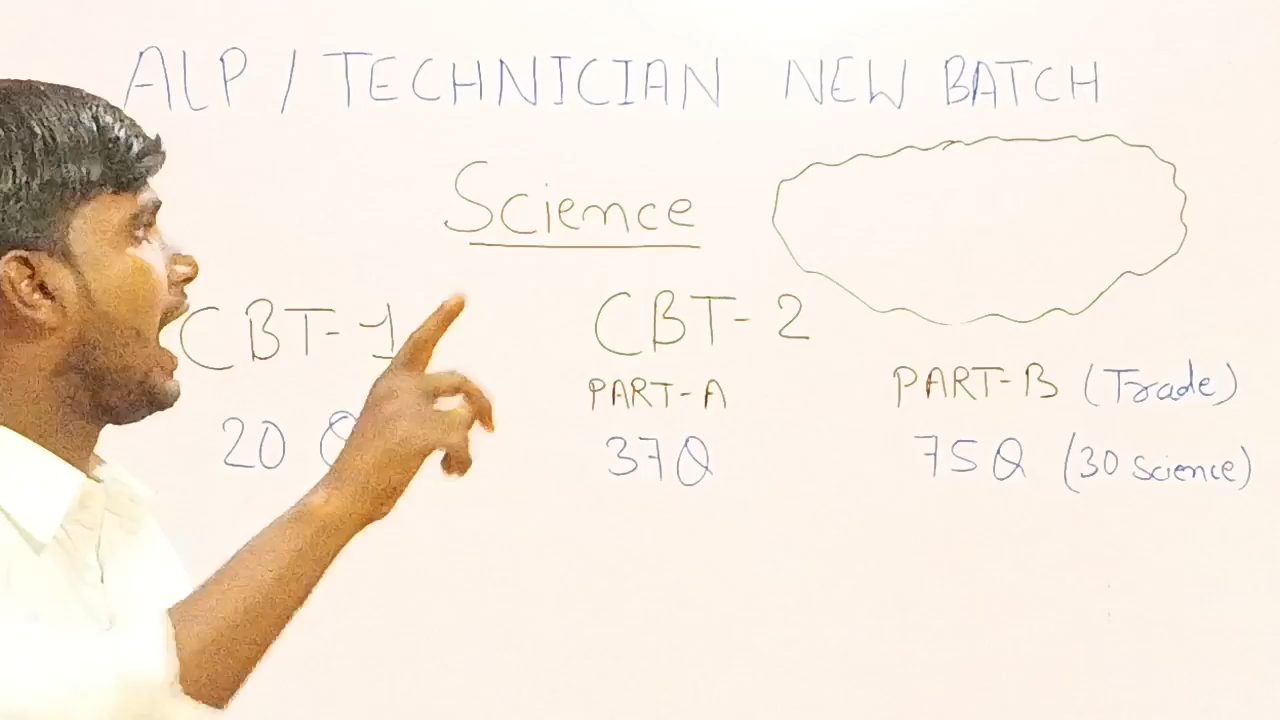 ALP / TECHNICIAN NEW BATCH
Science
CBT-1 CBT-2
PART-A PART-B (Trade)
20 Q 37Q 75Q (30 Science)